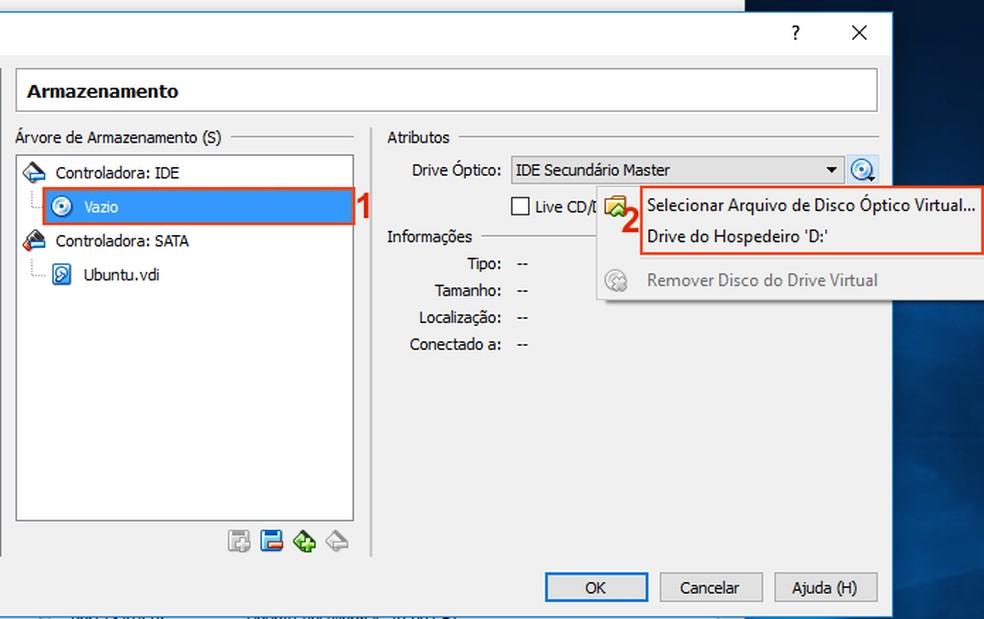 ?
Armazenamento
Árvore de Armazenamento (S)
Atributos
Controladora: IDE
Drive Óptico:
IDE Secundário Master
Vazio
1
Live CD/
2
Selecionar Arquivo de Disco Óptico Virtual...
Drive do Hospedeiro 'D:'
Remover Disco do Drive Virtual
Controladora: SATA
Ubuntu.vdi
Informações
Tipo: --
Tamanho: --
Localização: --
Conectado a: --
OK
Cancelar
Ajuda (H)